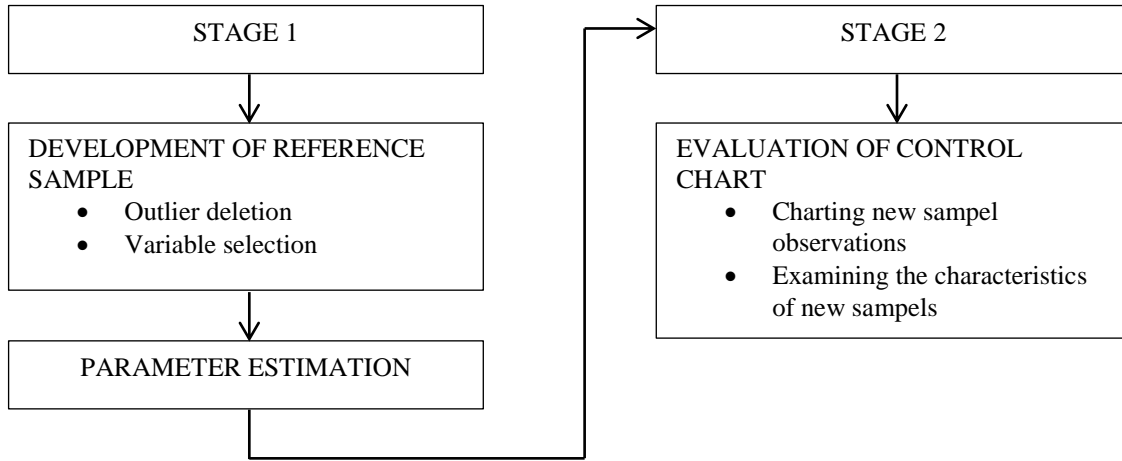 STAGE 1
DEVELOPMENT OF REFERENCE
SAMPLE
• Outlier deletion
• Variable selection
PARAMETER ESTIMATION
STAGE 2
EVALUATION OF CONTROL
CHART
• Charting new sampel
observations
• Examining the characteristics
of new sampels